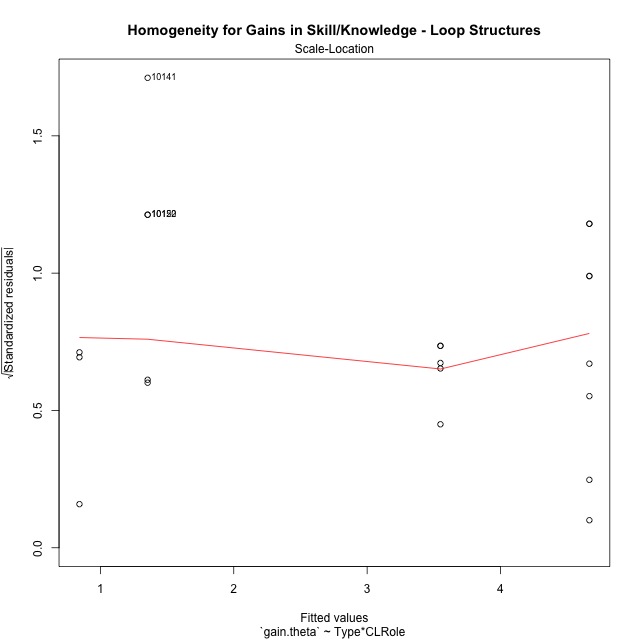 Homogeneity for Gains in Skill/Knowledge - Loop Structures
Scale-Location
10141
1.5
1.0
0.5
0.0
√|Standardized residuals|
1 2 3 4
Fitted values
`gain.theta` ~ Type*CLRole